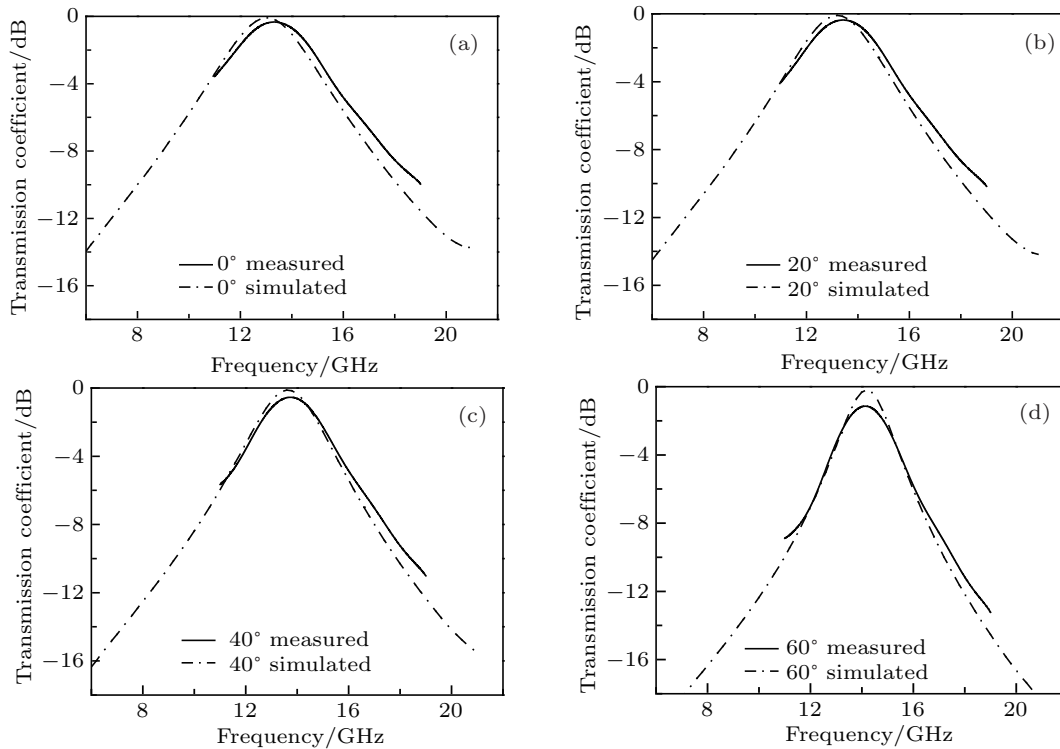 Transmission coefficient/dB
0
−4
−8
−12
−16
(a)
0° measured
0° simulated
8
12
16
20
Frequency/GHz
Transmission coefficient/dB
0
−4
−8
−12
−16
(b)
20° measured
20° simulated
8
12
16
20
Frequency/GHz
Transmission coefficient/dB
0
−4
−8
−12
−16
(c)
40° measured
40° simulated
8
12
16
20
Frequency/GHz
Transmission coefficient/dB
0
−4
−8
−12
−16
(d)
60° measured
60° simulated
8
12
16
20
Frequency/GHz